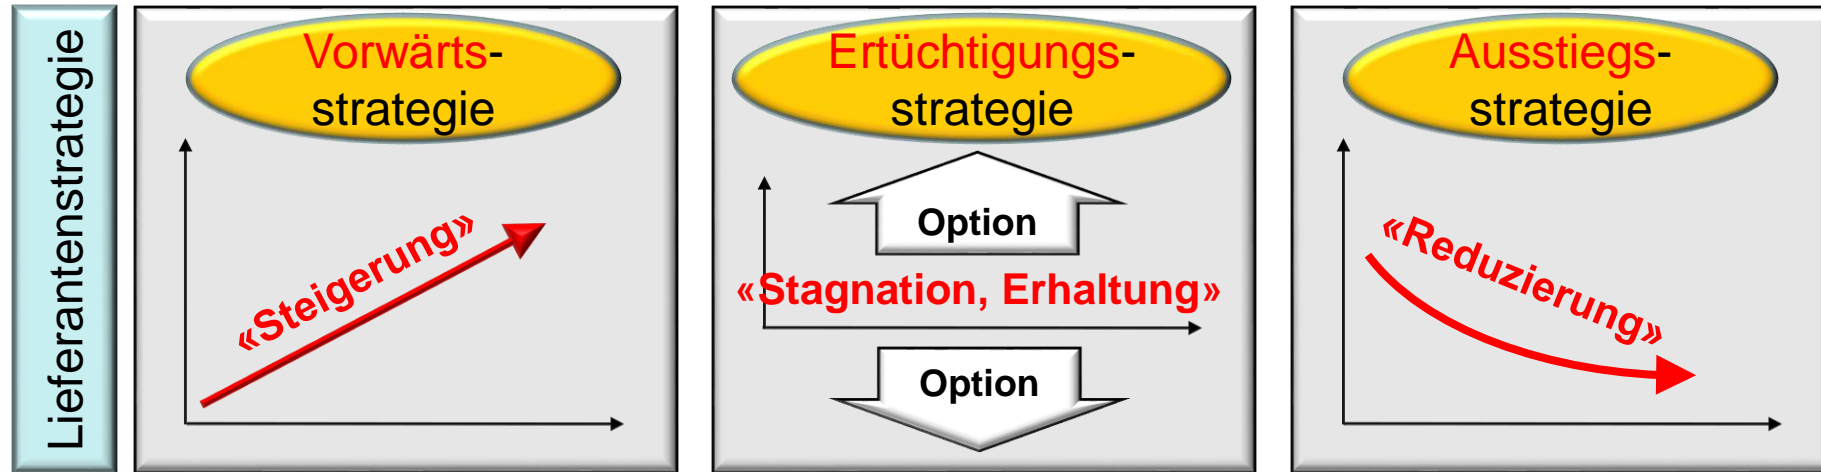 Lieferantenstrategie
Vorwärts-
strategie
«Steigerung»
Ertüchtigungs-
strategie
Option
«Stagnation, Erhaltung»
Option
Ausstiegs-
strategie
«Reduzierung»